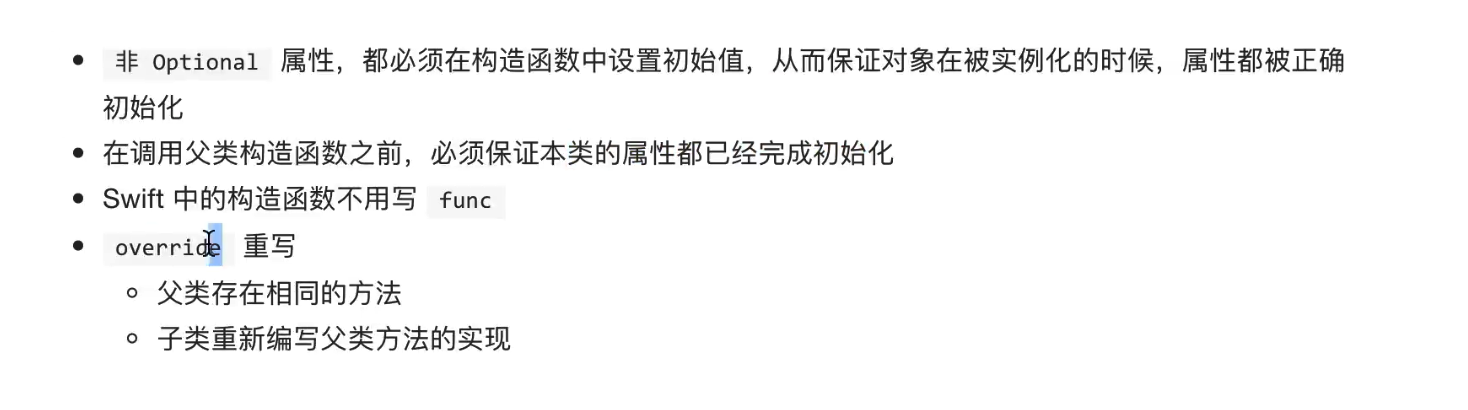 非 Optional 属性，都必须在构造函数中设置初始值，从而保证对象在被实例化的时候，属性都被正确
初始化
在调用父类构造函数之前，必须保证本类的属性都已经完成初始化
Swift 中的构造函数不用写 func
override 重写
父类存在相同的方法
子类重新编写父类方法的实现